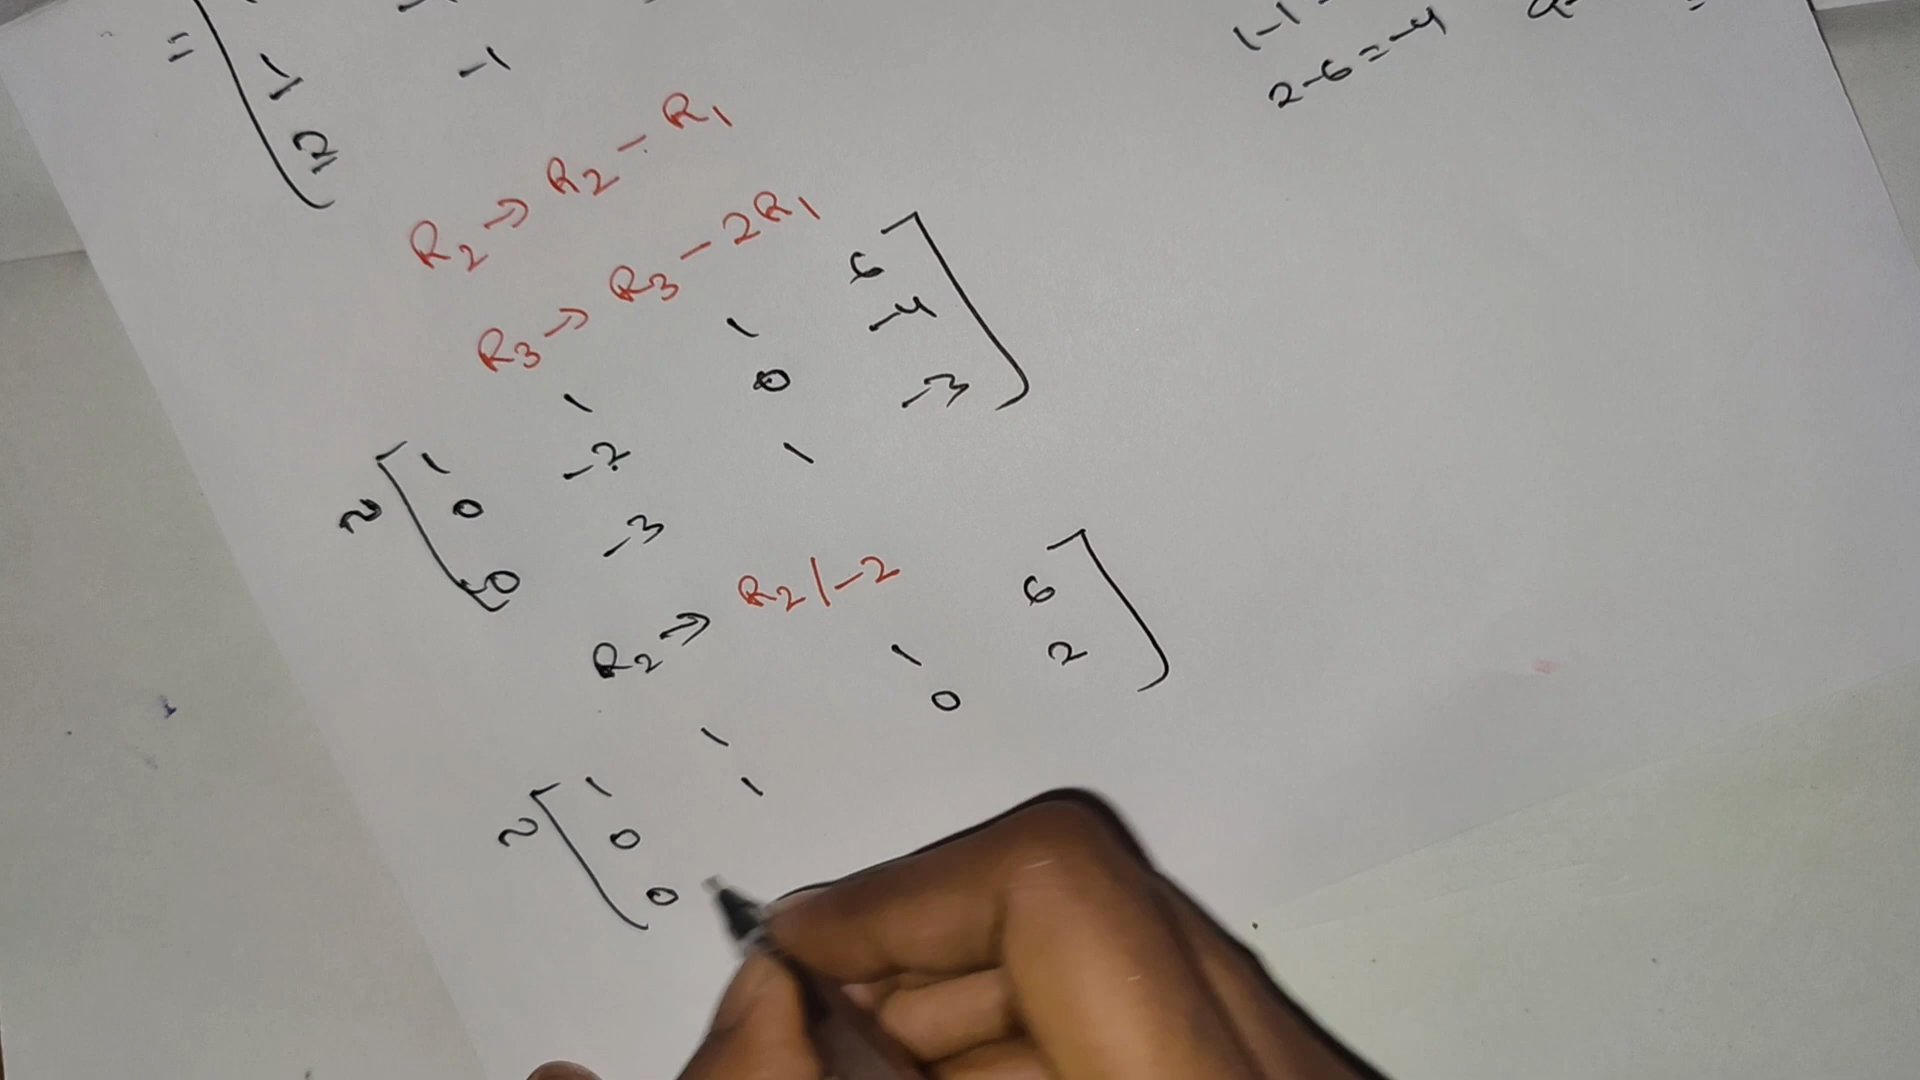 1 -1
2-6=-4
= 1 -1
2
R2 → R2 - R1
R3 → R3 - 2R1
~ [ 1 1 1 6
0 -2 0 -4
0 -3 1 -3 ]
R2 → R2/-2
~ [ 1 1 1 6
0 1 0 2 ]
0